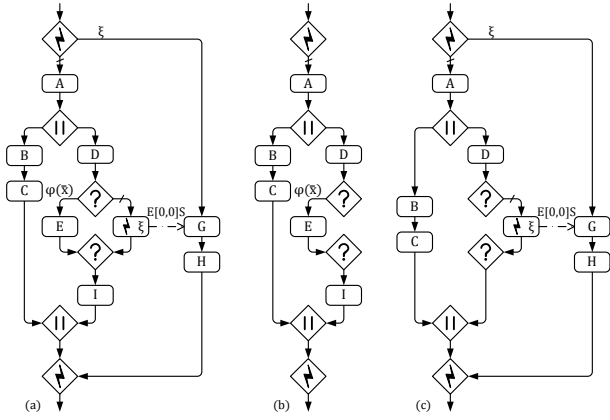 ξ
A
||
B
D
C
φ(x̄)
?
E
ξ
E[0,0]S
G
?
H
I
||
(a)
A
||
B
D
C
φ(x̄)
?
E
?
I
||
(b)
ξ
A
||
D
?
B
ξ
E[0,0]S
G
C
?
H
||
(c)